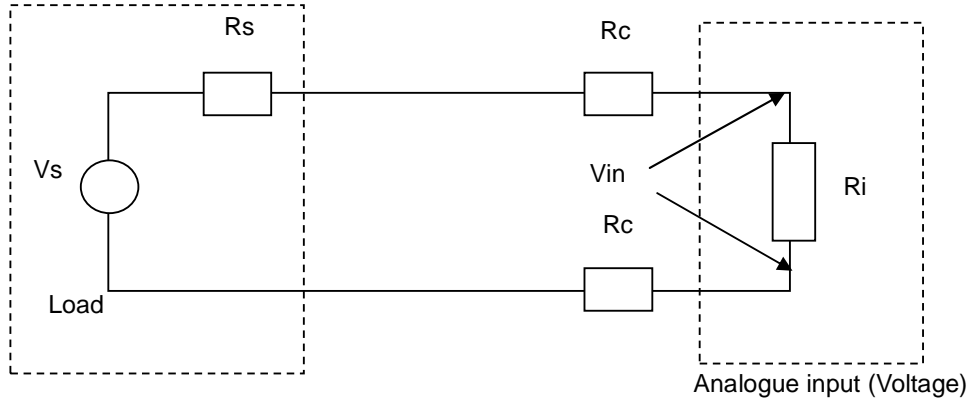 Rs
Rc
Vs
Vin
Ri
Rc
Load
Analogue input (Voltage)